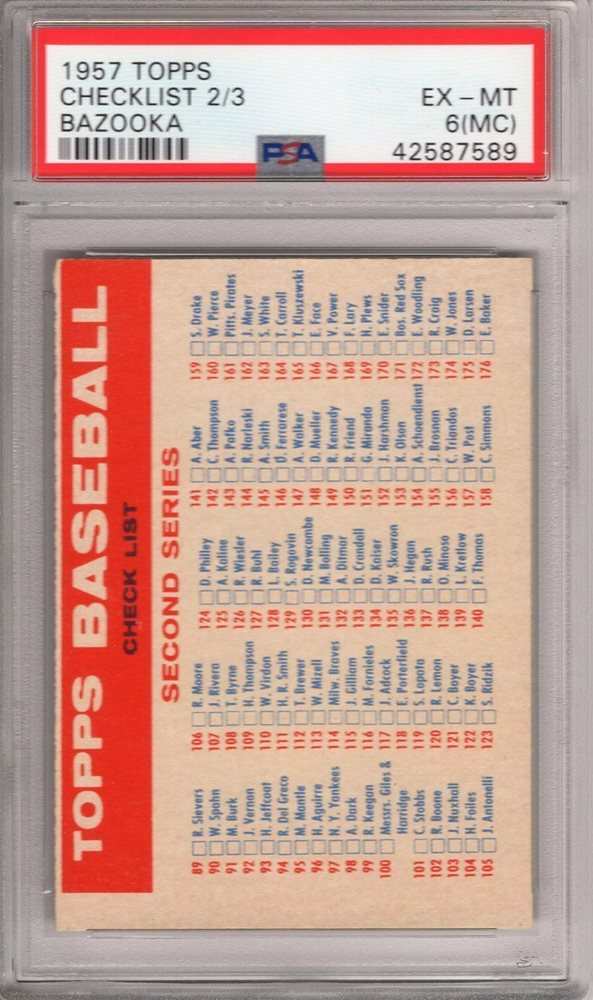 1957 TOPPS
CHECKLIST 2/3
BAZOOKA
EX – MT
6(MC)
PSA
42587589
TOPPS BASEBALL
CHECK LIST
SECOND SERIES
89 R. Sievers
90 W. Spahn
91 M. Burk
92 J. Vernon
93 H. Jeffcoat
94 R. Del Greco
95 M. Mantle
96 H. Aguirre
97 N. Y. Yankees
98 A. Dark
99 R. Keegan
100 Messrs. Giles &
Harridge
101 C. Stobbs
102 R. Boone
103 J. Nuxhall
104 H. Foiles
105 J. Antonelli
106 R. Moore
107 J. Rivera
108 T. Byrne
109 H. Thompson
110 W. Virdon
111 H. R. Smith
112 T. Brewer
113 W. Mizell
114 Milw. Braves
115 J. Gilliam
116 M. Fornieles
117 J. Adcock
118 E. Porterfield
119 S. Lopata
120 R. Lemon
121 C. Boyer
122 K. Boyer
123 S. Ridzik
124 D. Philley
125 A. Kaline
126 R. Wiesler
127 R. Buhl
128 L. Bailey
129 S. Rogovin
130 D. Newcombe
131 M. Bolling
132 A. Ditmar
133 D. Crandall
134 D. Kaiser
135 W. Skowron
136 J. Hegan
137 R. Rush
138 O. Minoso
139 L. Kretlow
140 F. Thomas
141 A. Aber
142 C. Thompson
143 A. Pafko
144 R. Narleski
145 A. Smith
146 D. Ferrarese
147 A. Walker
148 D. Mueller
149 R. Kennedy
150 R. Friend
151 G. Miranda
152 J. Harshman
153 K. Olson
154 A. Schoendienst
155 J. Brosnan
156 C. Triandos
157 W. Post
158 C. Simmons
159 S. Drake
160 W. Pierce
161 Pitts. Pirates
162 J. Meyer
163 S. White
164 T. Carroll
165 T. Kluszewski
166 E. Face
167 V. Power
168 F. Lary
169 H. Plews
170 E. Snider
171 Bos. Red Sox
172 E. Woodling
173 R. Craig
174 W. Jones
175 D. Larsen
176 E. Baker